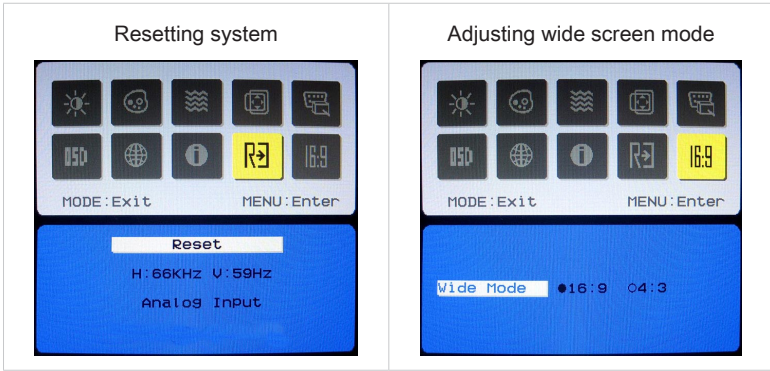 Resetting system
OSD
i
R
16:9
MODE:Exit MENU:Enter
Reset
H:66KHz V:59Hz
Analog Input
Adjusting wide screen mode
OSD
i
R
16:9
MODE:Exit MENU:Enter
Wide Mode ●16:9 ○4:3